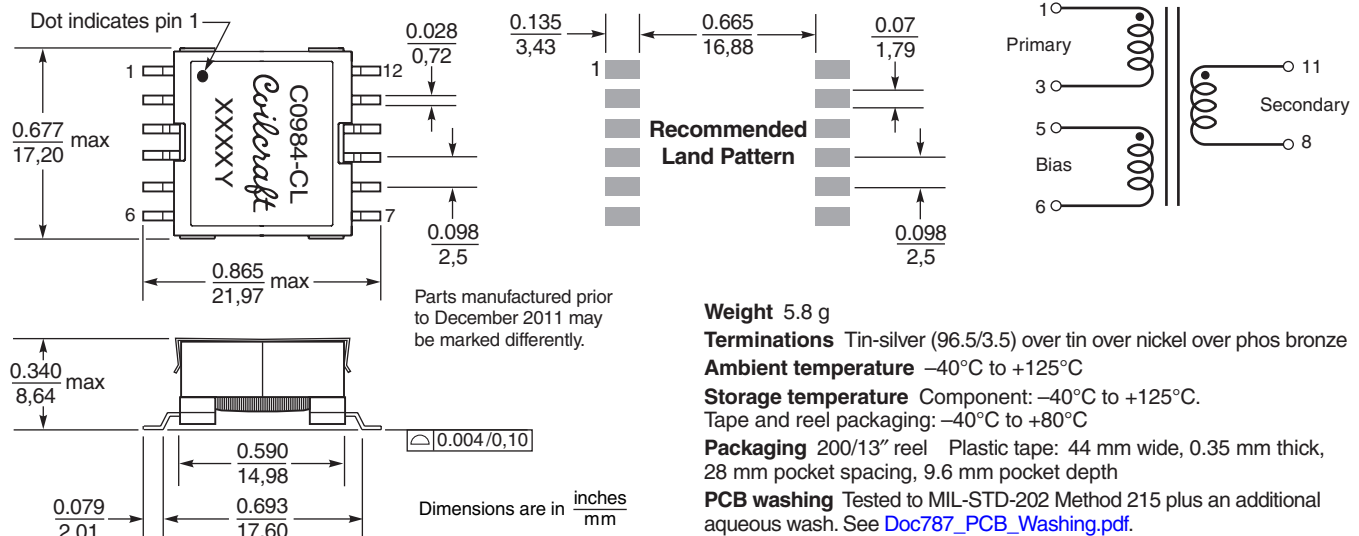 Dot indicates pin 1
0.677
17,20
max
1
6
12
7
C0984-CL
Coilcraft
XXXX Y
0.028
0,72
0.098
2,5
0.865
21,97
max
Parts manufactured prior
to December 2011 may
be marked differently.
0.135
3,43
0.665
16,88
0.07
1,79
1
Recommended
Land Pattern
0.098
2,5
1
Primary
3
5
Bias
6
11
Secondary
8
0.340
8,64
max
0.004/0,10
0.590
14,98
0.079
2,01
0.693
17,60
Dimensions are in inches
mm
Weight 5.8 g
Terminations Tin-silver (96.5/3.5) over tin over nickel over phos bronze
Ambient temperature –40°C to +125°C
Storage temperature Component: –40°C to +125°C.
Tape and reel packaging: –40°C to +80°C
Packaging 200/13″ reel Plastic tape: 44 mm wide, 0.35 mm thick,
28 mm pocket spacing, 9.6 mm pocket depth
PCB washing Tested to MIL-STD-202 Method 215 plus an additional
aqueous wash. See Doc787_PCB_Washing.pdf.